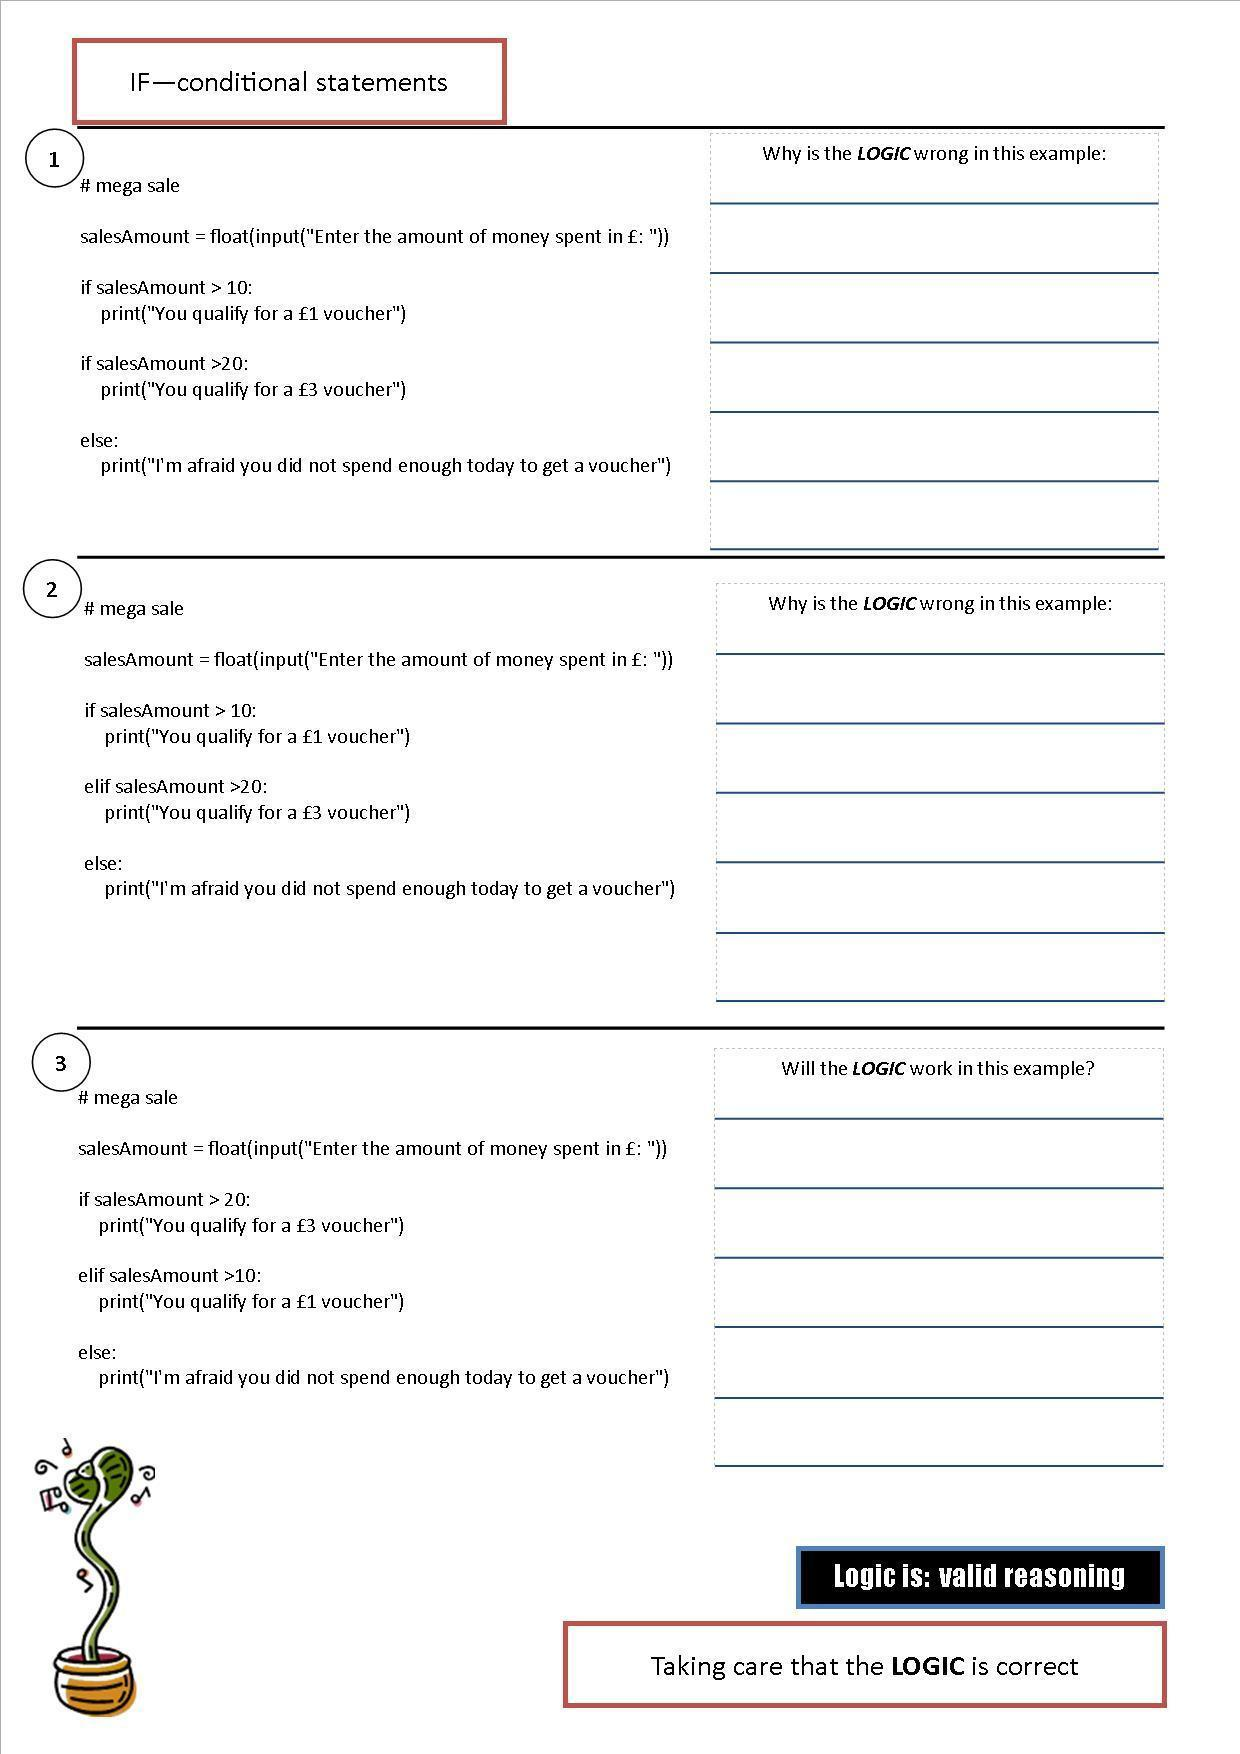 IF—conditional statements
1
# mega sale
salesAmount = float(input("Enter the amount of money spent in £: "))
if salesAmount > 10:
print("You qualify for a £1 voucher")
if salesAmount >20:
print("You qualify for a £3 voucher")
else:
print("I'm afraid you did not spend enough today to get a voucher")
Why is the LOGIC wrong in this example:
2
# mega sale
salesAmount = float(input("Enter the amount of money spent in £: "))
if salesAmount > 10:
print("You qualify for a £1 voucher")
elif salesAmount >20:
print("You qualify for a £3 voucher")
else:
print("I'm afraid you did not spend enough today to get a voucher")
Why is the LOGIC wrong in this example:
3
# mega sale
salesAmount = float(input("Enter the amount of money spent in £: "))
if salesAmount > 20:
print("You qualify for a £3 voucher")
elif salesAmount >10:
print("You qualify for a £1 voucher")
else:
print("I'm afraid you did not spend enough today to get a voucher")
Will the LOGIC work in this example?
Logic is: valid reasoning
Taking care that the LOGIC is correct